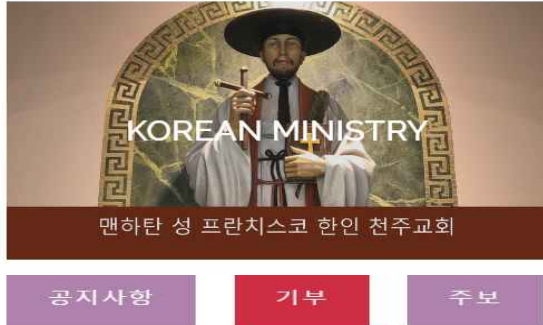 KOREAN MINISTRY
맨하탄 성 프란치스코 한인 천주교회
공지사항
기부
주보